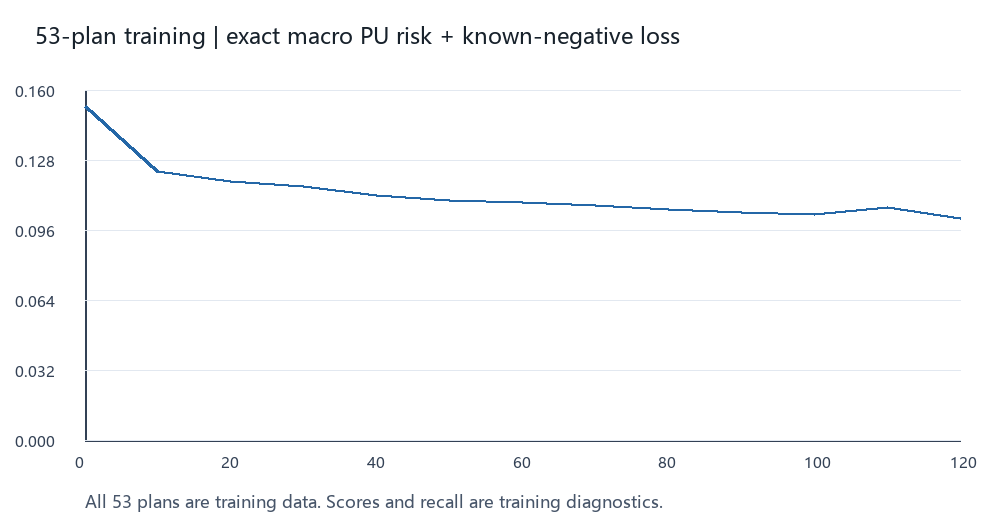 53-plan training | exact macro PU risk + known-negative loss
0.160
0.128
0.096
0.064
0.032
0.000
0 20 40 60 80 100 120
All 53 plans are training data. Scores and recall are training diagnostics.